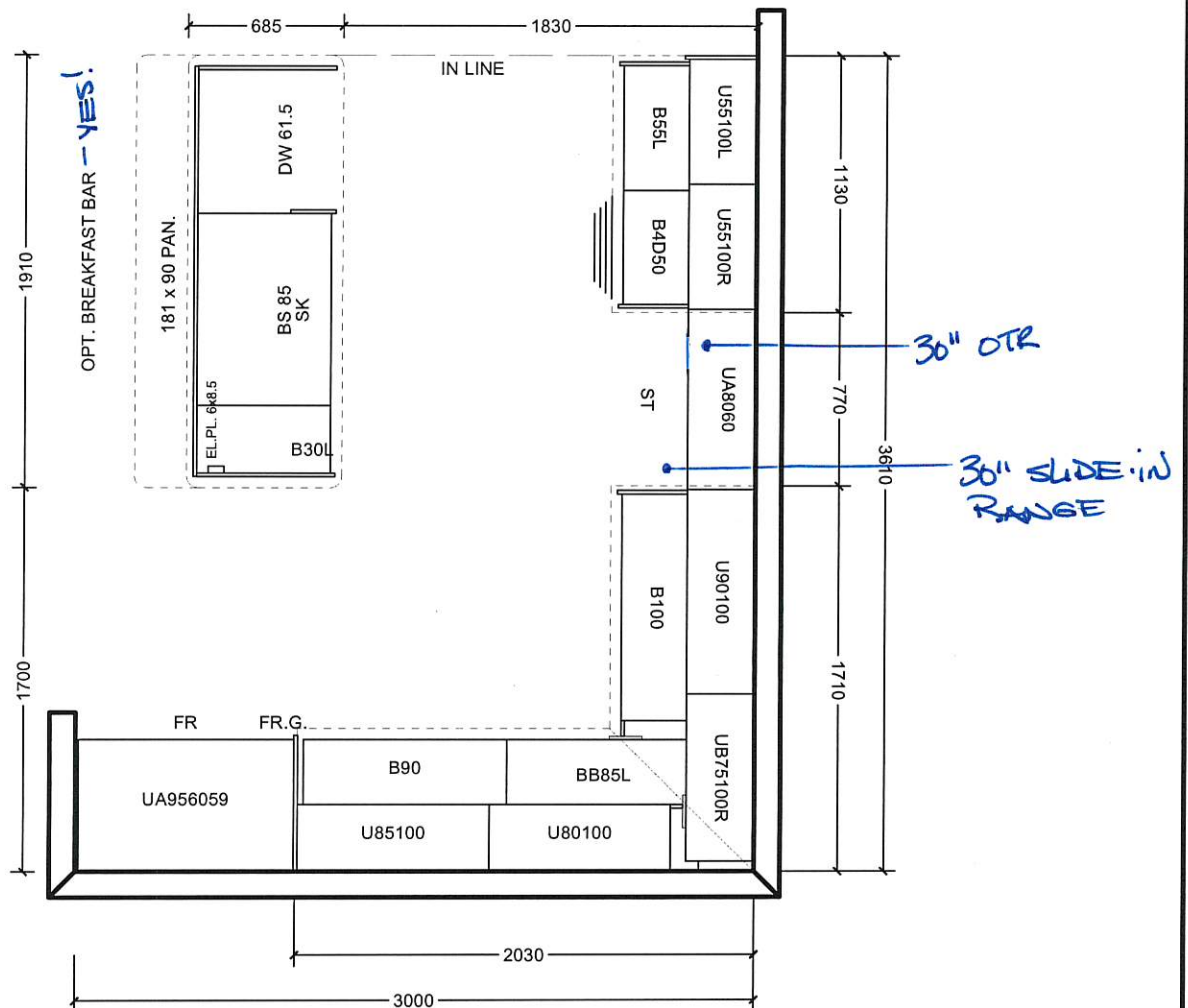 685
1830
IN LINE
OPT. BREAKFAST BAR – YES!
1910
181 x 90 PAN.
DW 61.5
BS 85
SK
EL.PL. 6x8.5
B30L
B55L
U55100L
B4D50
U55100R
1130
30" OTR
ST
UA8060
770
3610
30" SLIDE-IN
RANGE
B100
U90100
1710
UB75100R
1700
FR
FR.G.
B90
BB85L
UA956059
U85100
U80100
2030
3000